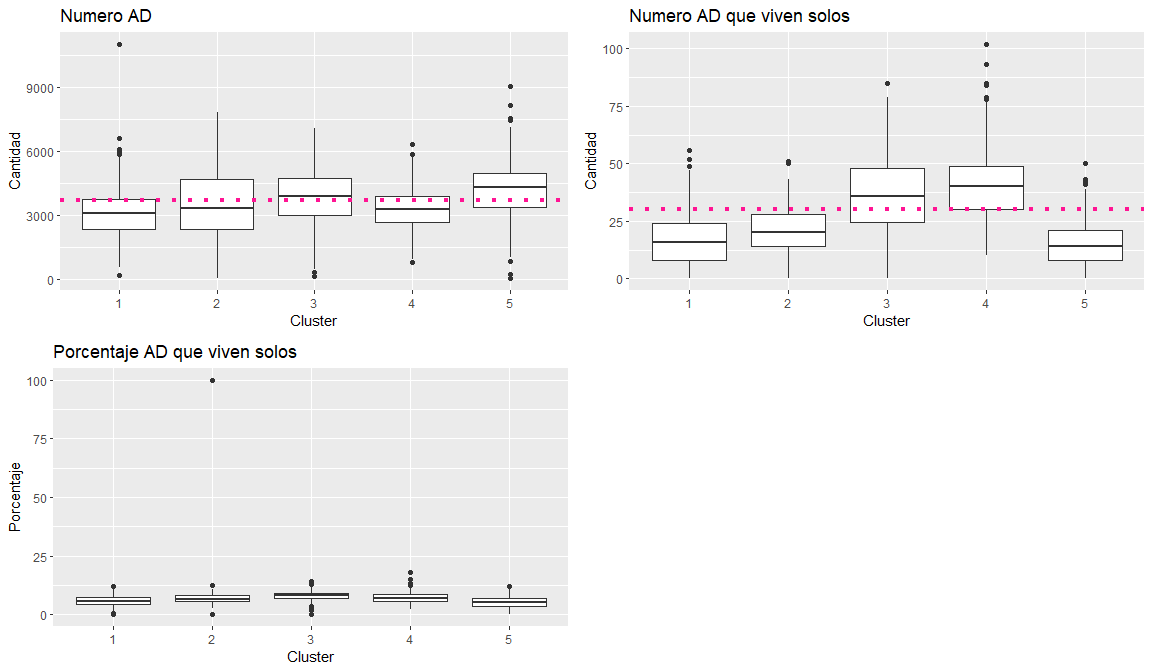 Numero AD
Cantidad
9000
6000
3000
0
1 2 3 4 5
Cluster
Numero AD que viven solos
Cantidad
100
75
50
25
0
1 2 3 4 5
Cluster
Porcentaje AD que viven solos
Porcentaje
100
75
50
25
0
1 2 3 4 5
Cluster